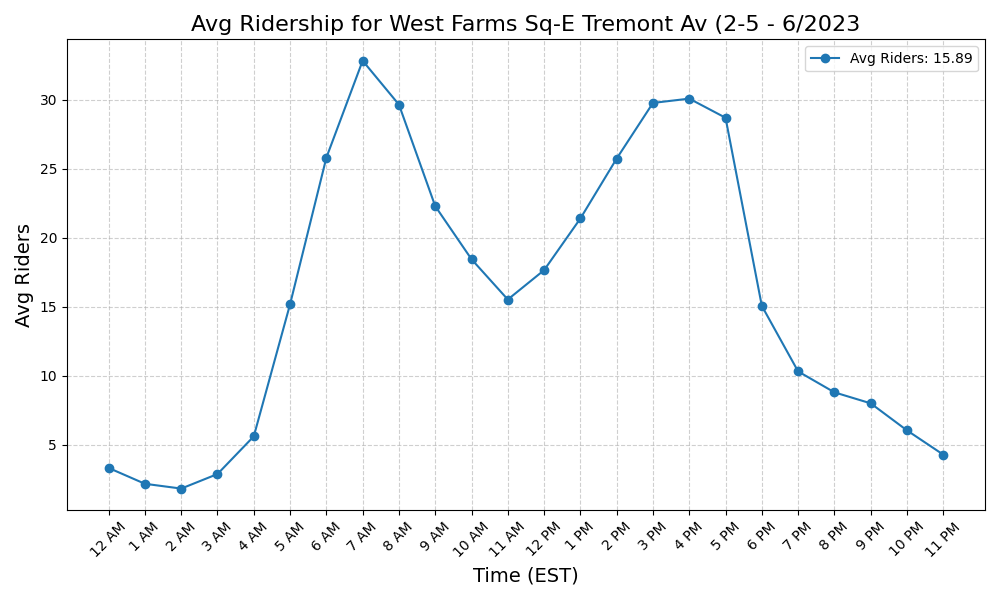 Avg Ridership for West Farms Sq-E Tremont Av (2-5 - 6/2023
Avg Riders: 15.89
Avg Riders
30
25
20
15
10
5
12 AM
1 AM
2 AM
3 AM
4 AM
5 AM
6 AM
7 AM
8 AM
9 AM
10 AM
11 AM
12 PM
1 PM
2 PM
3 PM
4 PM
5 PM
6 PM
7 PM
8 PM
9 PM
10 PM
11 PM
Time (EST)